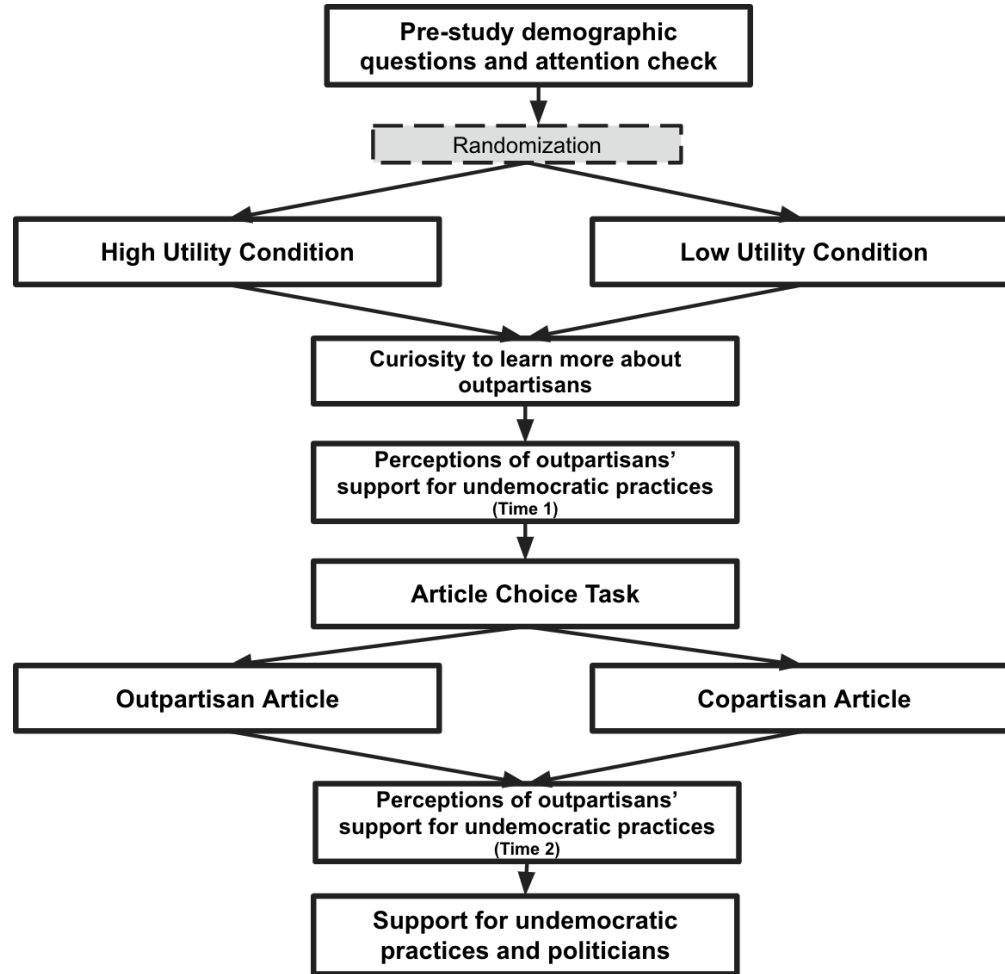 Pre-study demographic
questions and attention check
Randomization
High Utility Condition
Low Utility Condition
Curiosity to learn more about
outpartisans
Perceptions of outpartisans’
support for undemocratic practices
(Time 1)
Article Choice Task
Outpartisan Article
Copartisan Article
Perceptions of outpartisans’
support for undemocratic practices
(Time 2)
Support for undemocratic
practices and politicians